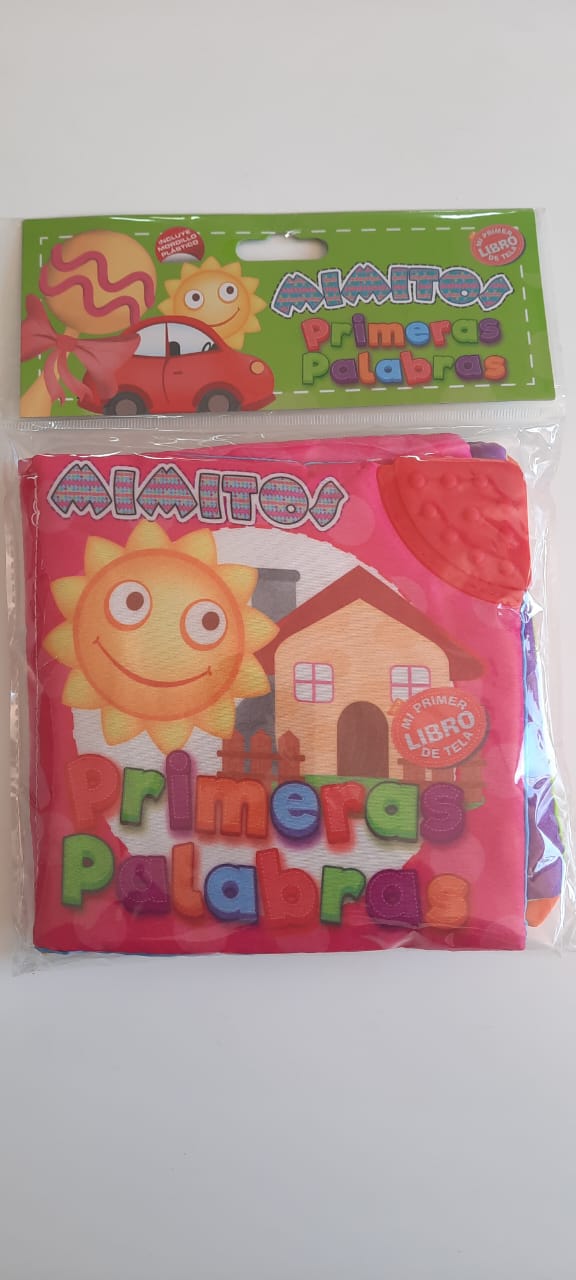 INCLUYE
MORDILLO
PLÁSTICO
MI PRIMER
LIBRO
DE TELA
MIMITOS
Primeras
Palabras
MIMITOS
MI PRIMER
LIBRO
DE TELA
Primeras
Palabras